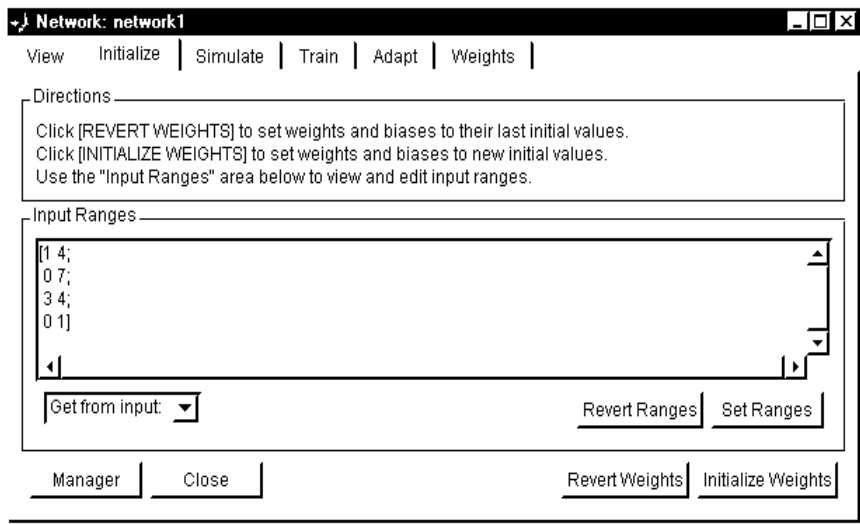 Network: network1
View Initialize Simulate Train Adapt Weights
Directions
Click [REVERT WEIGHTS] to set weights and biases to their last initial values.
Click [INITIALIZE WEIGHTS] to set weights and biases to new initial values.
Use the "Input Ranges" area below to view and edit input ranges.
Input Ranges
[1 4;
0 7;
3 4;
0 1]
Get from input: Revert Ranges Set Ranges
Manager Close Revert Weights Initialize Weights